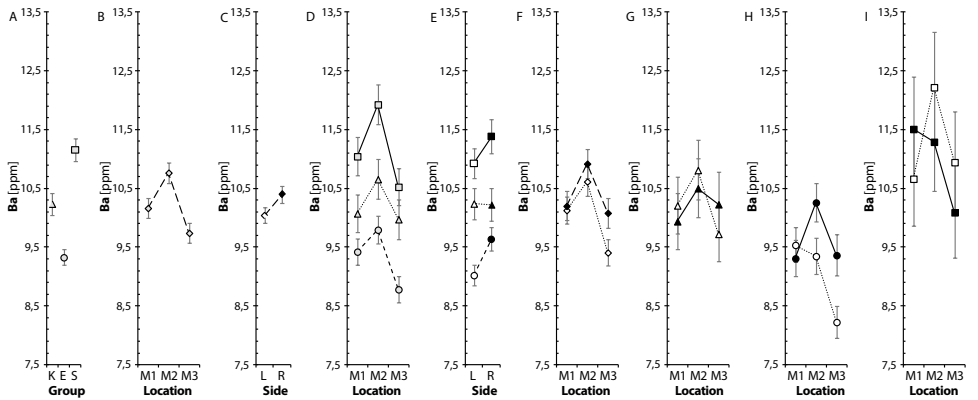 A
13,5
12,5
11,5
10,5
9,5
8,5
7,5
Ba [ppm]
K E S
Group
B
13,5
12,5
11,5
10,5
9,5
8,5
7,5
Ba [ppm]
M1 M2 M3
Location
C
13,5
12,5
11,5
10,5
9,5
8,5
7,5
Ba [ppm]
L R
Side
D
13,5
12,5
11,5
10,5
9,5
8,5
7,5
Ba [ppm]
M1 M2 M3
Location
E
13,5
12,5
11,5
10,5
9,5
8,5
7,5
Ba [ppm]
L R
Side
F
13,5
12,5
11,5
10,5
9,5
8,5
7,5
Ba [ppm]
M1 M2 M3
Location
G
13,5
12,5
11,5
10,5
9,5
8,5
7,5
Ba [ppm]
M1 M2 M3
Location
H
13,5
12,5
11,5
10,5
9,5
8,5
7,5
Ba [ppm]
M1 M2 M3
Location
I
13,5
12,5
11,5
10,5
9,5
8,5
7,5
Ba [ppm]
M1 M2 M3
Location